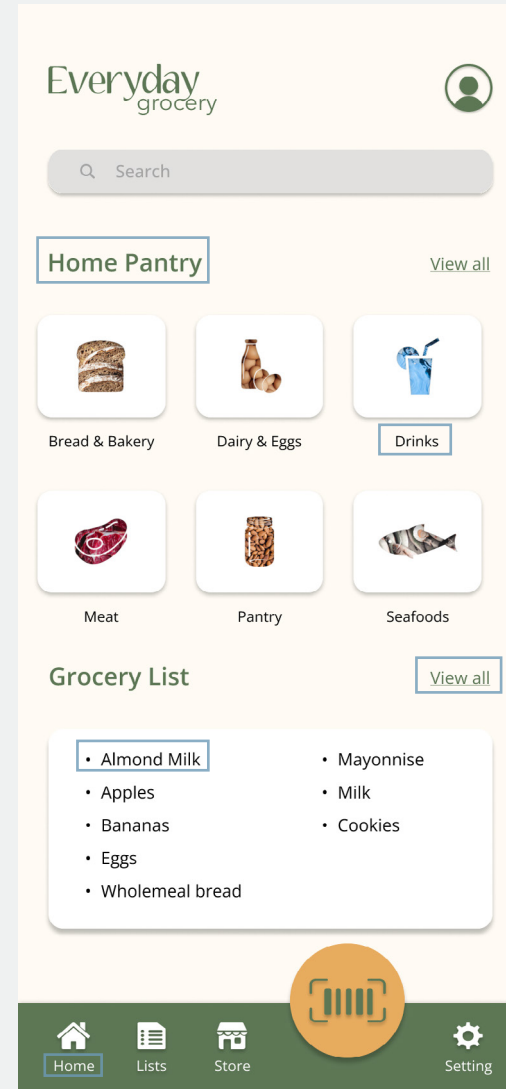 Everyday
grocery
Search
Home Pantry
View all
Bread & Bakery
Dairy & Eggs
Drinks
Meat
Pantry
Seafoods
Grocery List
View all
• Almond Milk
• Apples
• Bananas
• Eggs
• Wholemeal bread
• Mayonnise
• Milk
• Cookies
Home
Lists
Store
Setting